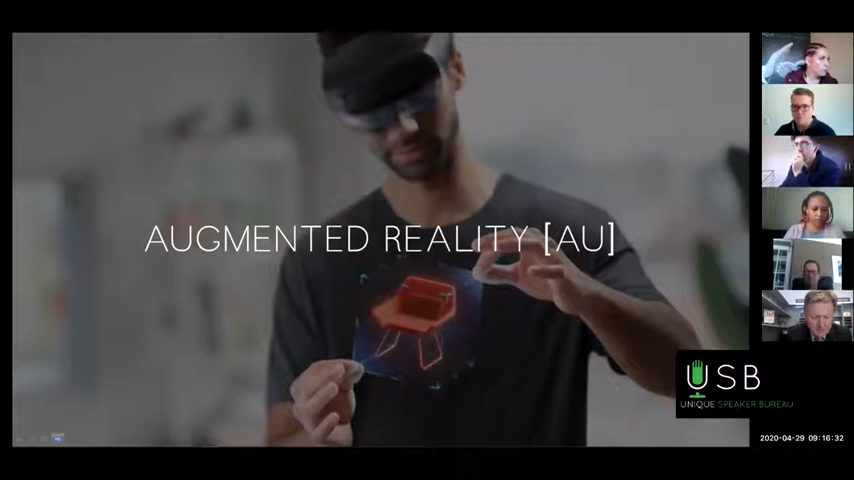 AUGMENTED REALITY [AU]
USB
UNIQUE SPEAKER BUREAU
2020-04-29 09:16:32